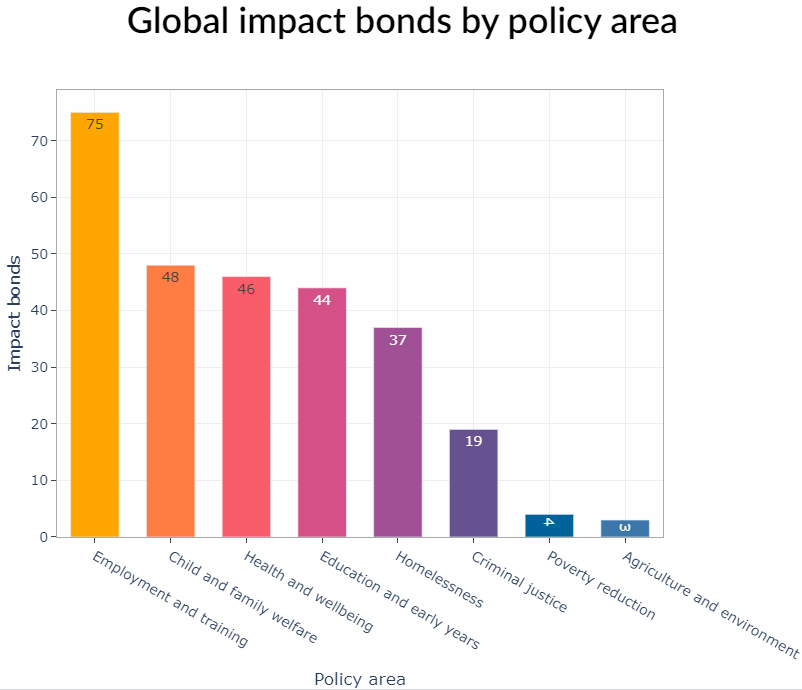 Global impact bonds by policy area
Impact bonds
70
60
50
40
30
20
10
0
75
48
46
44
37
19
4
3
Employment and training
Child and family welfare
Health and wellbeing
Education and early years
Homelessness
Criminal justice
Poverty reduction
Agriculture and environment
Policy area